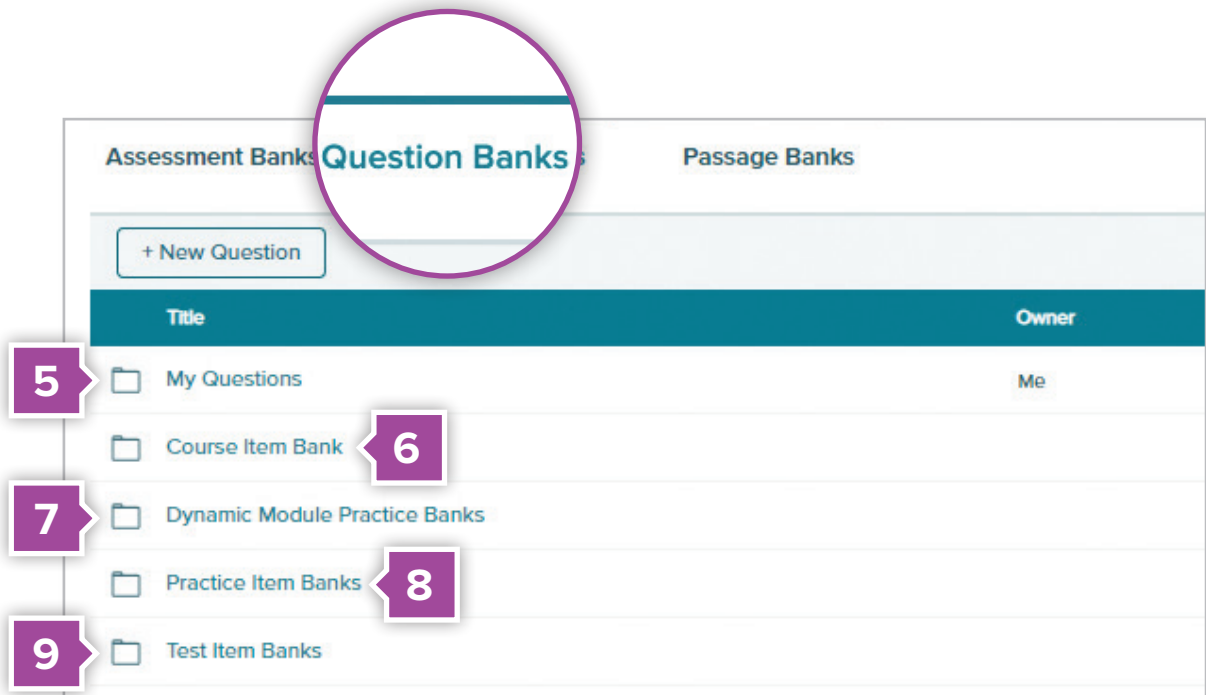 Assessment Banks Question Banks Passage Banks
+ New Question
Title Owner
5 My Questions Me
Course Item Bank 6
7 Dynamic Module Practice Banks
Practice Item Banks 8
9 Test Item Banks